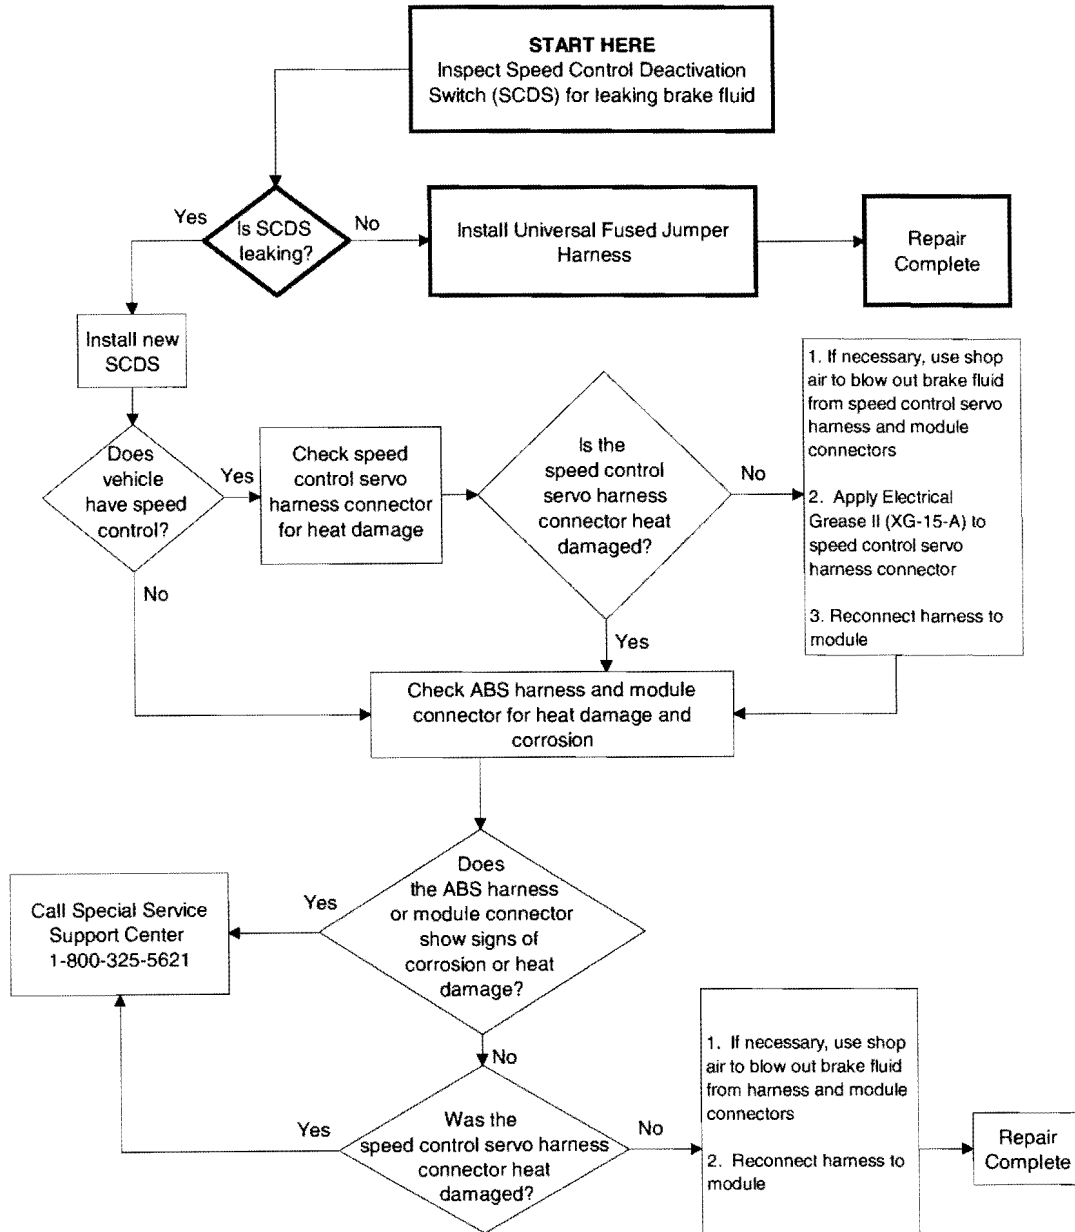 START HERE
Inspect Speed Control Deactivation
Switch (SCDS) for leaking brake fluid
Yes
Is SCDS
leaking?
No
Install Universal Fused Jumper
Harness
Repair
Complete
Install new
SCDS
Does
vehicle
have speed
control?
Yes
No
Check speed
control servo
harness connector
for heat damage
Is the
speed control
servo harness
connector heat
damaged?
No
Yes
1. If necessary, use shop
air to blow out brake fluid
from speed control servo
harness and module
connectors
2. Apply Electrical
Grease II (XG-15-A) to
speed control servo
harness connector
3. Reconnect harness to
module
Check ABS harness and module
connector for heat damage and
corrosion
Does
the ABS harness
or module connector
show signs of
corrosion or heat
damage?
Yes
Call Special Service
Support Center
1-800-325-5621
No
Was the
speed control servo harness
connector heat
damaged?
Yes
No
1. If necessary, use shop
air to blow out brake fluid
from harness and module
connectors
2. Reconnect harness to
module
Repair
Complete